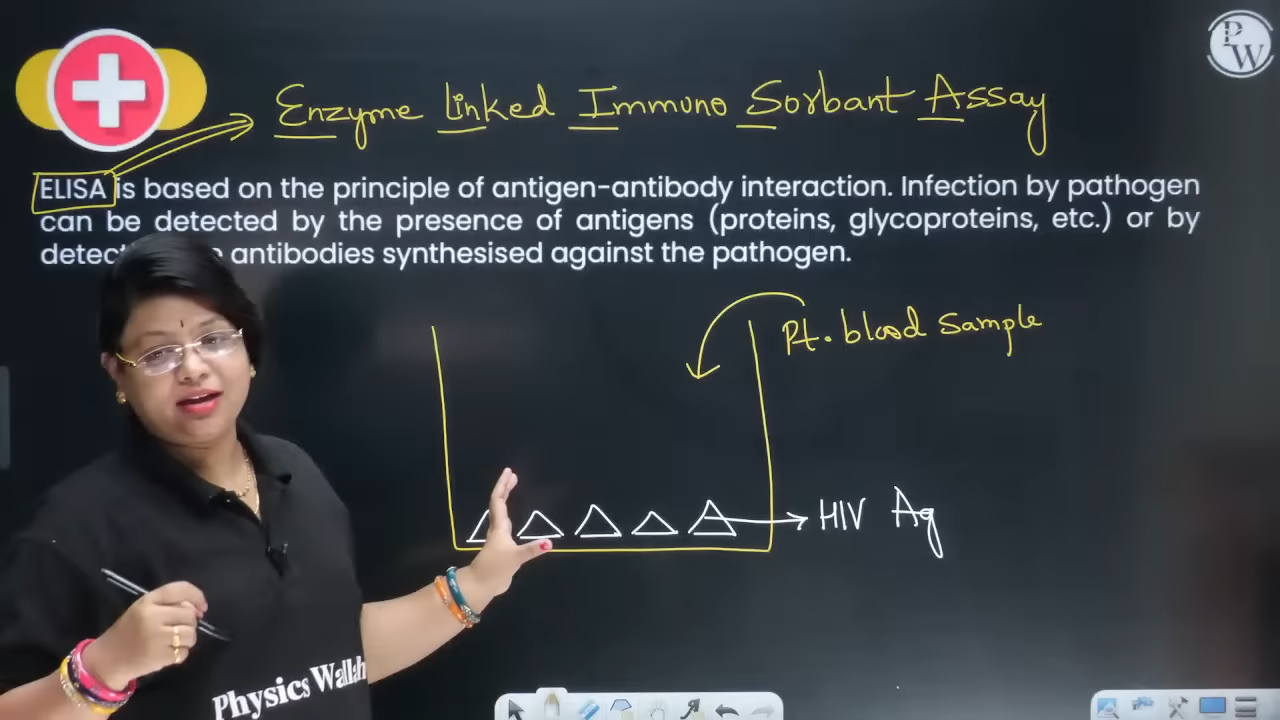 P
W
Enzyme Linked Immuno Sorbant Assay
ELISA is based on the principle of antigen-antibody interaction. Infection by pathogen
can be detected by the presence of antigens (proteins, glycoproteins, etc.) or by
antibodies synthesised against the pathogen.
Pt. blood sample
HIV Ag
Physics Wallah